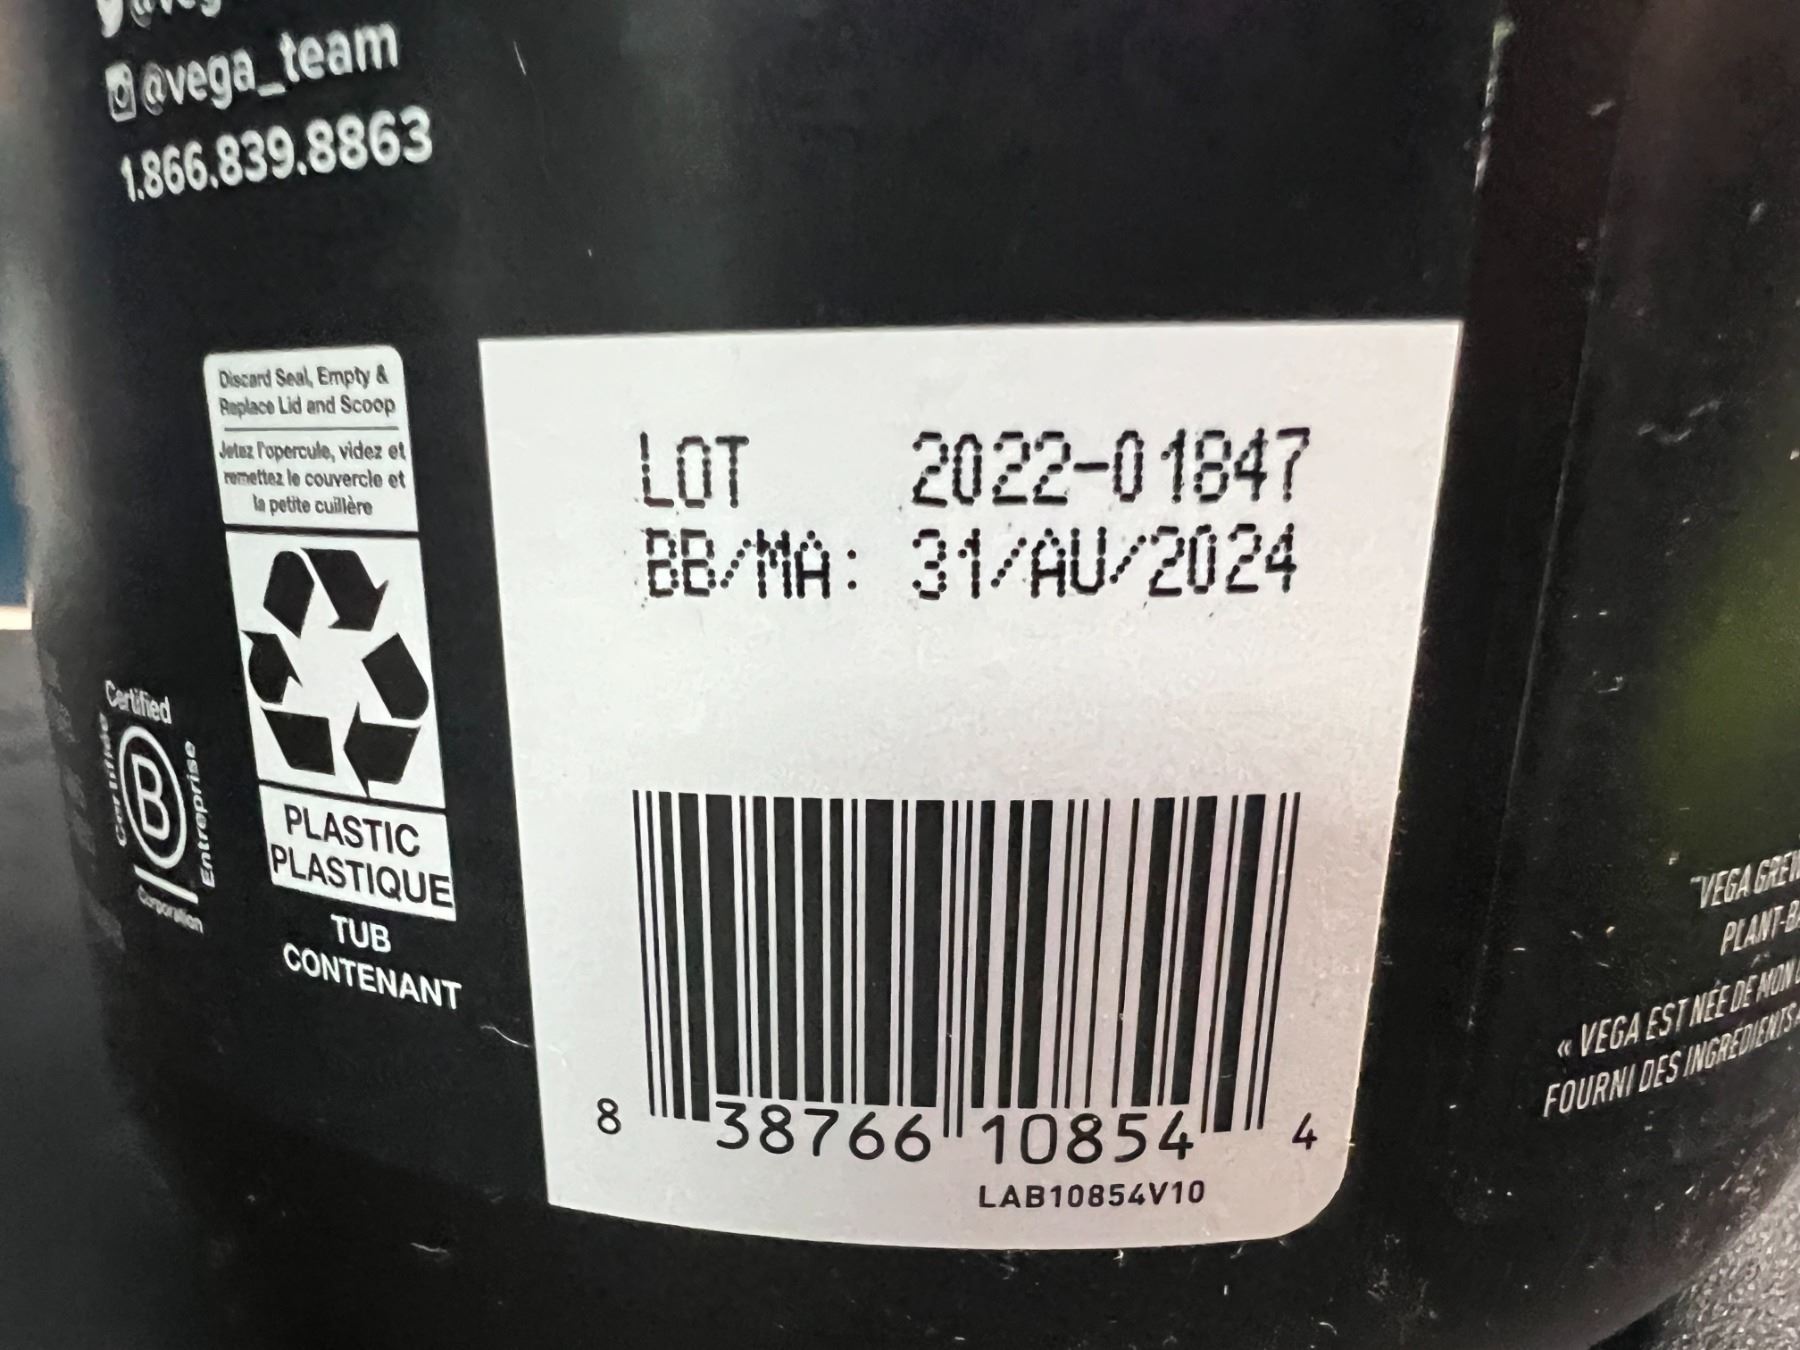 @vega_team
1.866.839.8863
Discard Seal, Empty &
Replace Lid and Scoop
Jetez l'opercule, videz et
remettez le couvercle et
la petite cuillère
PLASTIC
PLASTIQUE
TUB
CONTENANT
Certified
B
Corporation
Certifiée
Entreprise
LOT 2022-01847
BB/MA: 31/AU/2024
8 38766 10854 4
LAB10854V10
"VEGA GREW
PLANT-BA
« VEGA EST NÉE DE MON
FOURNI DES INGRÉDIENTS